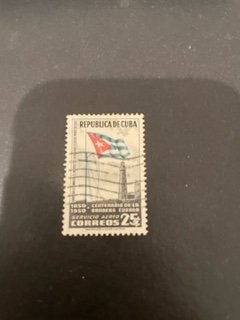 REPUBLICA DE CUBA
1850 CENTENARIO DE LA
1950 BANDERA CUBANA
SERVICIO AEREO
CORREOS 25¢